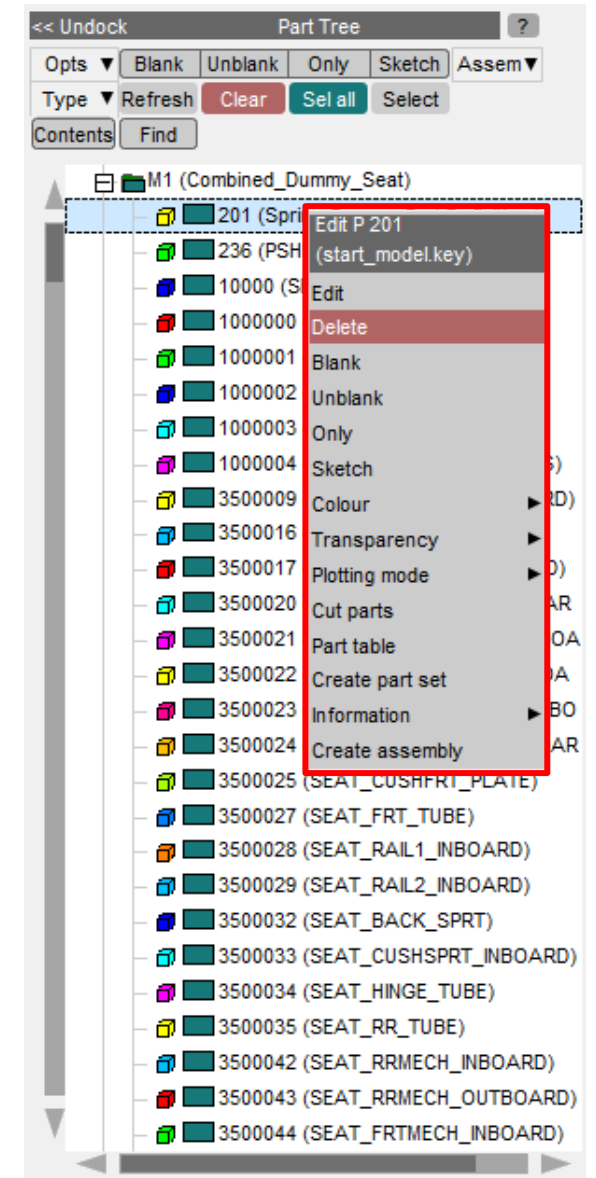 << Undock Part Tree ?
Opts ▼ Blank Unblank Only Sketch Assem▼
Type ▼ Refresh Clear Sel all Select
Contents Find
M1 (Combined_Dummy_Seat)
201 (Spri
Edit P 201
236 (PSH
(start_model.key)
10000 (S
Edit
1000000
Delete
1000001
Blank
1000002
Unblank
1000003
Only
1000004
Sketch
S)
3500009
Colour ►
RD)
3500016
Transparency ►
3500017
Plotting mode ►
D)
3500020
Cut parts
AR
3500021
Part table
OA
3500022
Create part set
OA
3500023
Information ►
BO
3500024
Create assembly
AR
3500025 (SEAT_CUSHFRT_PLATE)
3500027 (SEAT_FRT_TUBE)
3500028 (SEAT_RAIL1_INBOARD)
3500029 (SEAT_RAIL2_INBOARD)
3500032 (SEAT_BACK_SPRT)
3500033 (SEAT_CUSHSPRT_INBOARD)
3500034 (SEAT_HINGE_TUBE)
3500035 (SEAT_RR_TUBE)
3500042 (SEAT_RRMECH_INBOARD)
3500043 (SEAT_RRMECH_OUTBOARD)
3500044 (SEAT_FRTMECH_INBOARD)